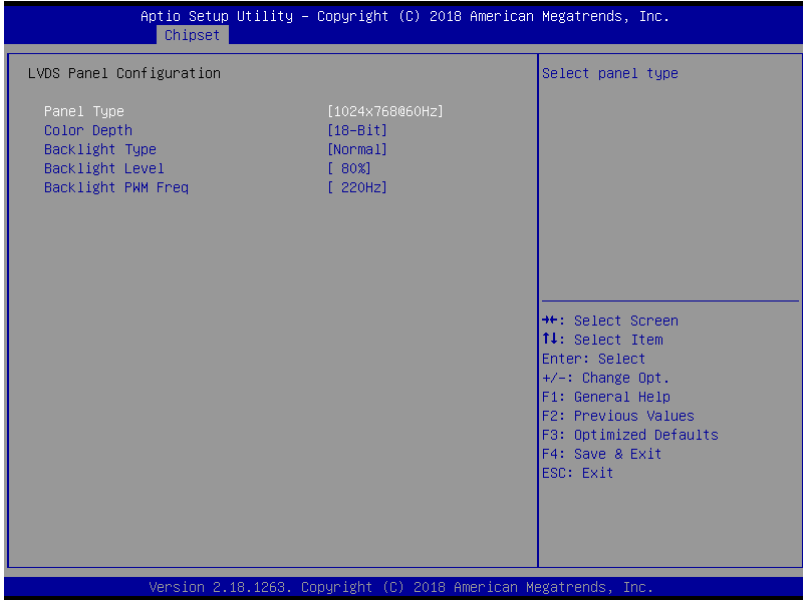 Aptio Setup Utility – Copyright (C) 2018 American Megatrends, Inc.
Chipset
LVDS Panel Configuration
Panel Type [1024x768@60Hz]
Color Depth [18-Bit]
Backlight Type [Normal]
Backlight Level [ 80%]
Backlight PWM Freq [ 220Hz]
Select panel type
→←: Select Screen
↑↓: Select Item
Enter: Select
+/-: Change Opt.
F1: General Help
F2: Previous Values
F3: Optimized Defaults
F4: Save & Exit
ESC: Exit
Version 2.18.1263. Copyright (C) 2018 American Megatrends, Inc.